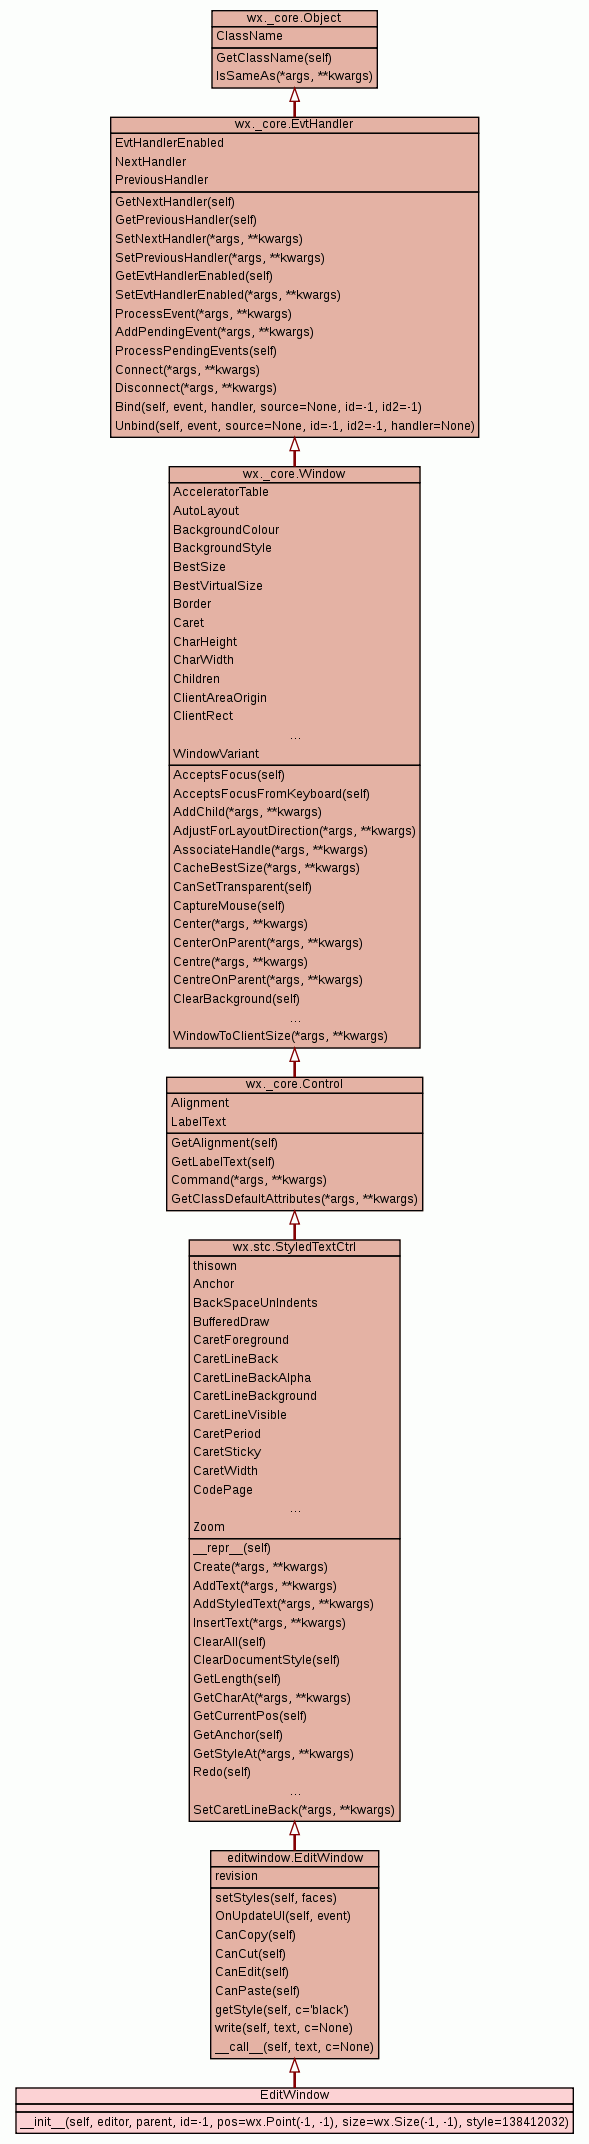 wx._core.Object
ClassName
GetClassName(self)
IsSameAs(*args, **kwargs)
wx._core.EvtHandler
EvtHandlerEnabled
NextHandler
PreviousHandler
GetNextHandler(self)
GetPreviousHandler(self)
SetNextHandler(*args, **kwargs)
SetPreviousHandler(*args, **kwargs)
GetEvtHandlerEnabled(self)
SetEvtHandlerEnabled(*args, **kwargs)
ProcessEvent(*args, **kwargs)
AddPendingEvent(*args, **kwargs)
ProcessPendingEvents(self)
Connect(*args, **kwargs)
Disconnect(*args, **kwargs)
Bind(self, event, handler, source=None, id=-1, id2=-1)
Unbind(self, event, source=None, id=-1, id2=-1, handler=None)
wx._core.Window
AcceleratorTable
AutoLayout
BackgroundColour
BackgroundStyle
BestSize
BestVirtualSize
Border
Caret
CharHeight
CharWidth
Children
ClientAreaOrigin
ClientRect
...
WindowVariant
AcceptsFocus(self)
AcceptsFocusFromKeyboard(self)
AddChild(*args, **kwargs)
AdjustForLayoutDirection(*args, **kwargs)
AssociateHandle(*args, **kwargs)
CacheBestSize(*args, **kwargs)
CanSetTransparent(self)
CaptureMouse(self)
Center(*args, **kwargs)
CenterOnParent(*args, **kwargs)
Centre(*args, **kwargs)
CentreOnParent(*args, **kwargs)
ClearBackground(self)
...
WindowToClientSize(*args, **kwargs)
wx._core.Control
Alignment
LabelText
GetAlignment(self)
GetLabelText(self)
Command(*args, **kwargs)
GetClassDefaultAttributes(*args, **kwargs)
wx.stc.StyledTextCtrl
thisown
Anchor
BackSpaceUnIndents
BufferedDraw
CaretForeground
CaretLineBack
CaretLineBackAlpha
CaretLineBackground
CaretLineVisible
CaretPeriod
CaretSticky
CaretWidth
CodePage
...
Zoom
__repr__(self)
Create(*args, **kwargs)
AddText(*args, **kwargs)
AddStyledText(*args, **kwargs)
InsertText(*args, **kwargs)
ClearAll(self)
ClearDocumentStyle(self)
GetLength(self)
GetCharAt(*args, **kwargs)
GetCurrentPos(self)
GetAnchor(self)
GetStyleAt(*args, **kwargs)
Redo(self)
...
SetCaretLineBack(*args, **kwargs)
editwindow.EditWindow
revision
setStyles(self, faces)
OnUpdateUI(self, event)
CanCopy(self)
CanCut(self)
CanEdit(self)
CanPaste(self)
getStyle(self, c='black')
write(self, text, c=None)
__call__(self, text, c=None)
EditWindow
__init__(self, editor, parent, id=-1, pos=wx.Point(-1, -1), size=wx.Size(-1, -1), style=138412032)